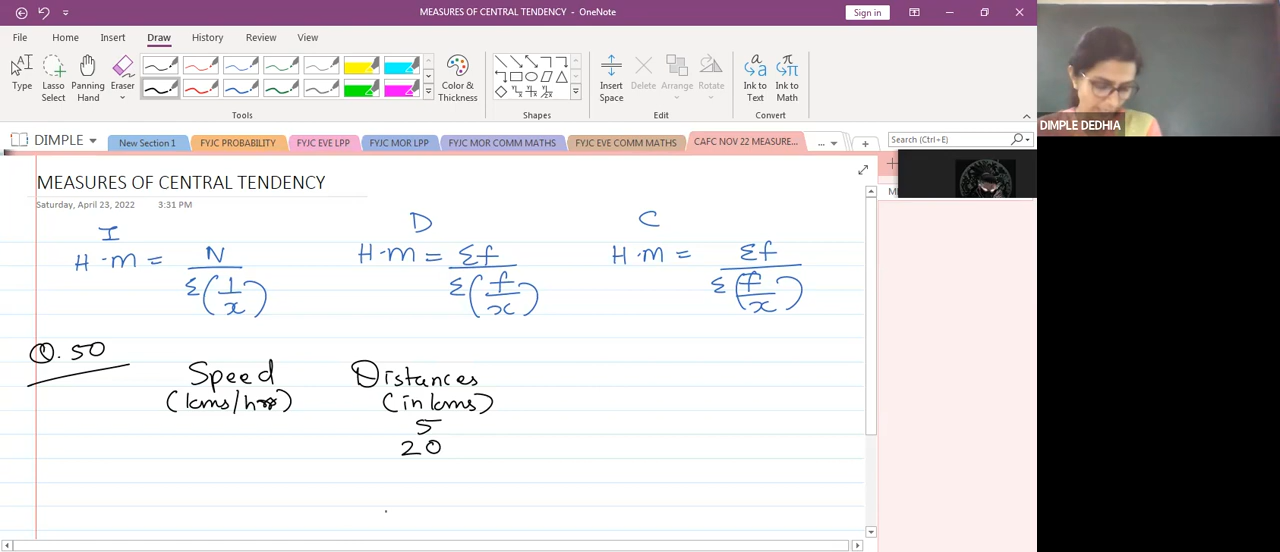 MEASURES OF CENTRAL TENDENCY - OneNote
Sign in
File Home Insert Draw History Review View
Type
Lasso Select
Panning Hand
Eraser
Color & Thickness
Insert Space
Delete
Arrange
Rotate
Ink to Text
Ink to Math
Tools Shapes Edit Convert
DIMPLE
New Section 1
FYJC PROBABILITY
FYJC EVE LPP
FYJC MOR LPP
FYJC MOR COMM MATHS
FYJC EVE COMM MATHS
CAFC NOV 22 MEASURE...
Search (Ctrl+E)
DIMPLE DEDHIA
MEASURES OF CENTRAL TENDENCY
Saturday, April 23, 2022 3:31 PM
I D C
H·M = N / Σ(1/x)
H·M = Σf / Σ(f/x)
H·M = Σf / Σ(f/x)
Q. 50
Speed Distances
(kms/hr) (in kms)
5
20